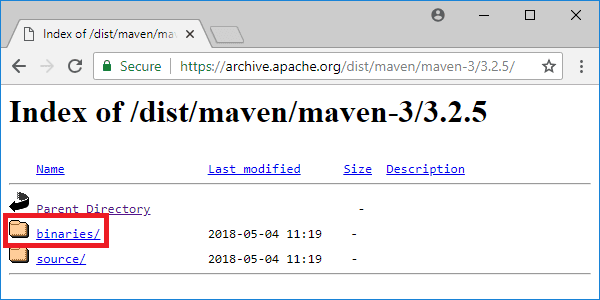 Index of /dist/maven/mav
Secure https://archive.apache.org/dist/maven/maven-3/3.2.5/
Index of /dist/maven/maven-3/3.2.5
Name Last modified Size Description
Parent Directory -
binaries/ 2018-05-04 11:19 -
source/ 2018-05-04 11:19 -